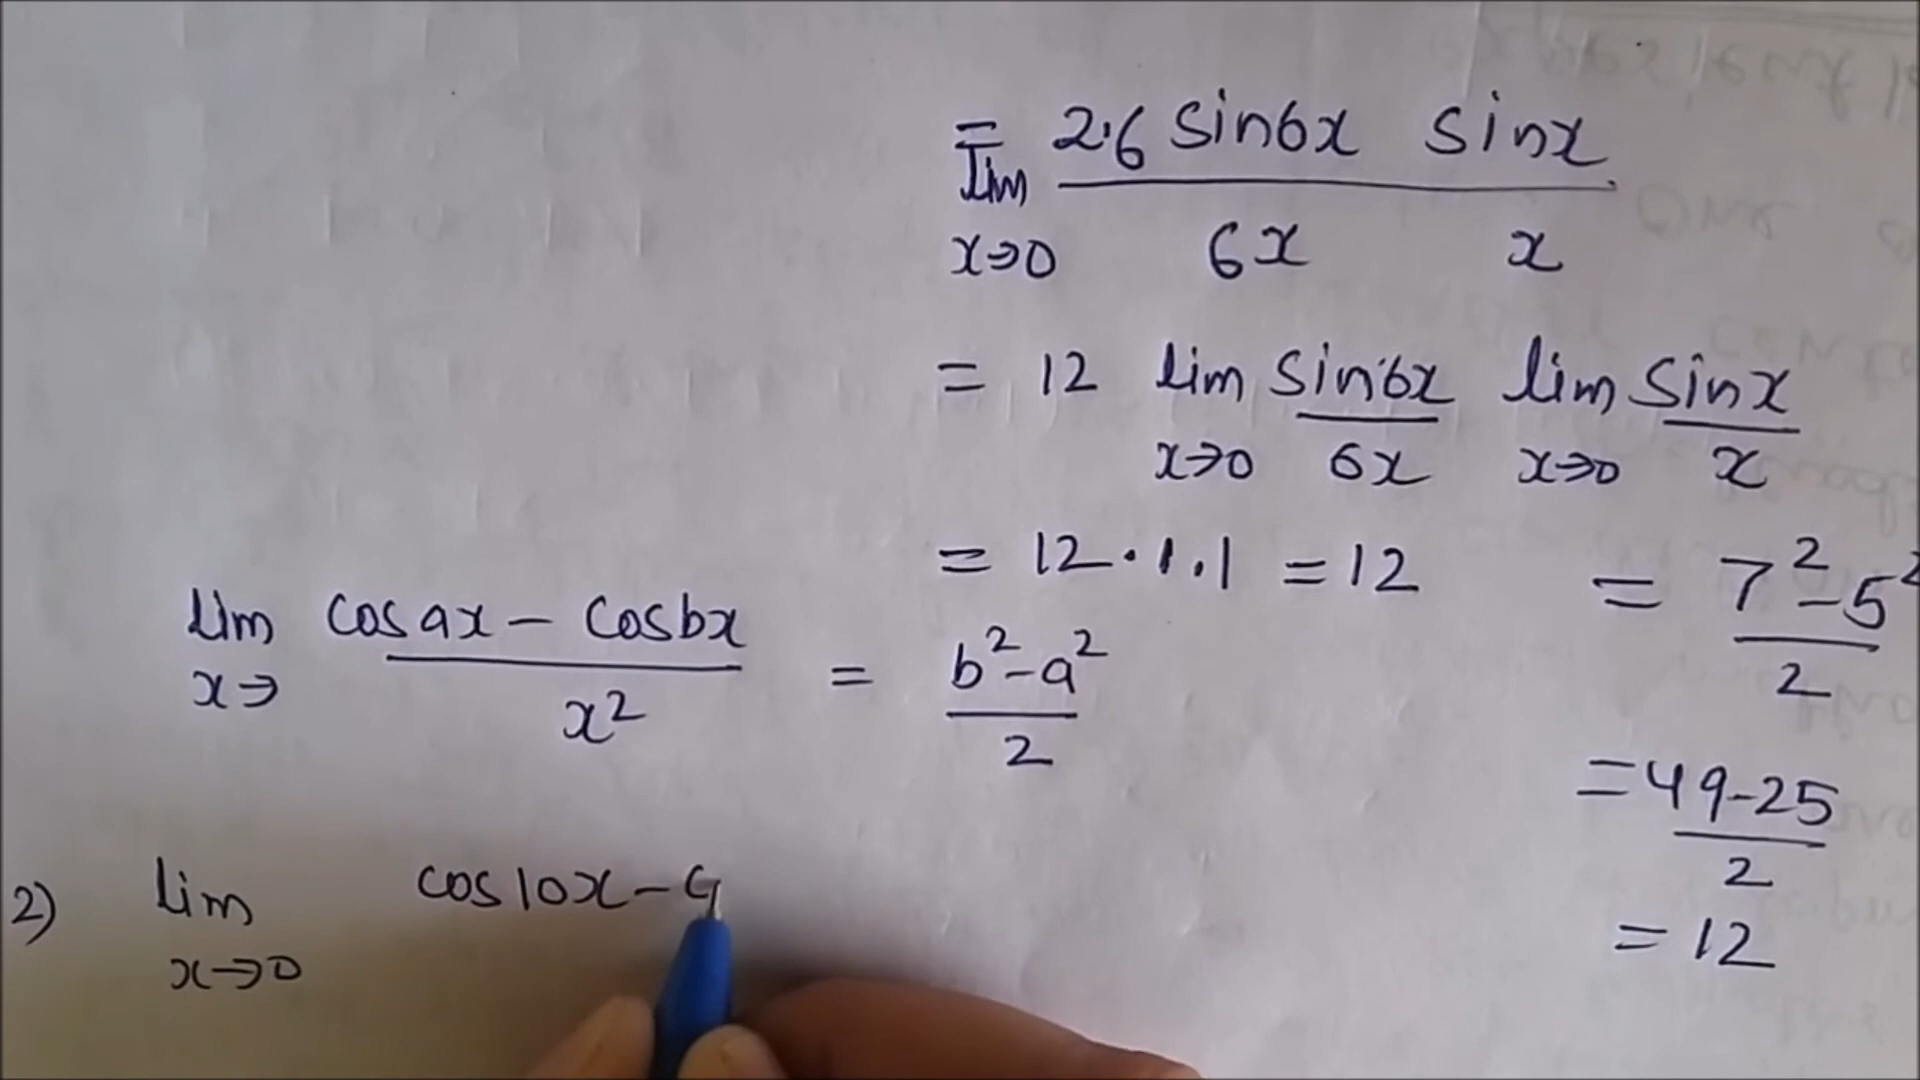 = lim x→0 2·6 sin6x sinx / 6x x
= 12 lim x→0 sin6x / 6x lim x→0 sinx / x
= 12·1·1 = 12
lim x→ cosax - cosbx / x² = b²-a² / 2
= 7²-5² / 2
= 49-25 / 2
= 12
2) lim x→0 cos10x -